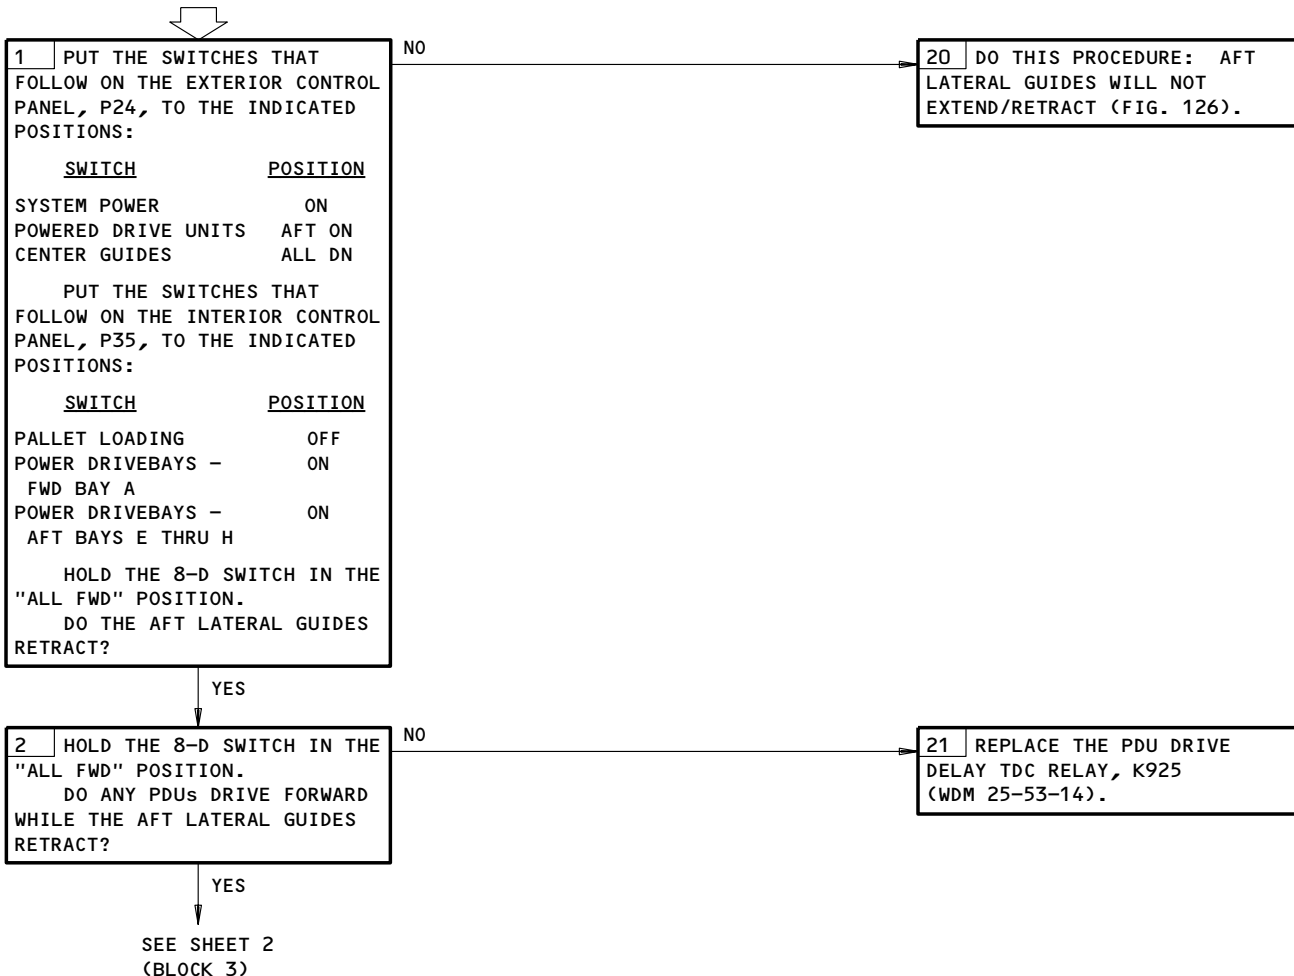 1 PUT THE SWITCHES THAT
FOLLOW ON THE EXTERIOR CONTROL
PANEL, P24, TO THE INDICATED
POSITIONS:
SWITCH POSITION
SYSTEM POWER ON
POWERED DRIVE UNITS AFT ON
CENTER GUIDES ALL DN
PUT THE SWITCHES THAT
FOLLOW ON THE INTERIOR CONTROL
PANEL, P35, TO THE INDICATED
POSITIONS:
SWITCH POSITION
PALLET LOADING OFF
POWER DRIVEBAYS - ON
FWD BAY A
POWER DRIVEBAYS - ON
AFT BAYS E THRU H
HOLD THE 8-D SWITCH IN THE
"ALL FWD" POSITION.
DO THE AFT LATERAL GUIDES
RETRACT?
NO
20 DO THIS PROCEDURE: AFT
LATERAL GUIDES WILL NOT
EXTEND/RETRACT (FIG. 126).
YES
2 HOLD THE 8-D SWITCH IN THE
"ALL FWD" POSITION.
DO ANY PDUs DRIVE FORWARD
WHILE THE AFT LATERAL GUIDES
RETRACT?
NO
21 REPLACE THE PDU DRIVE
DELAY TDC RELAY, K925
(WDM 25-53-14).
YES
SEE SHEET 2
(BLOCK 3)